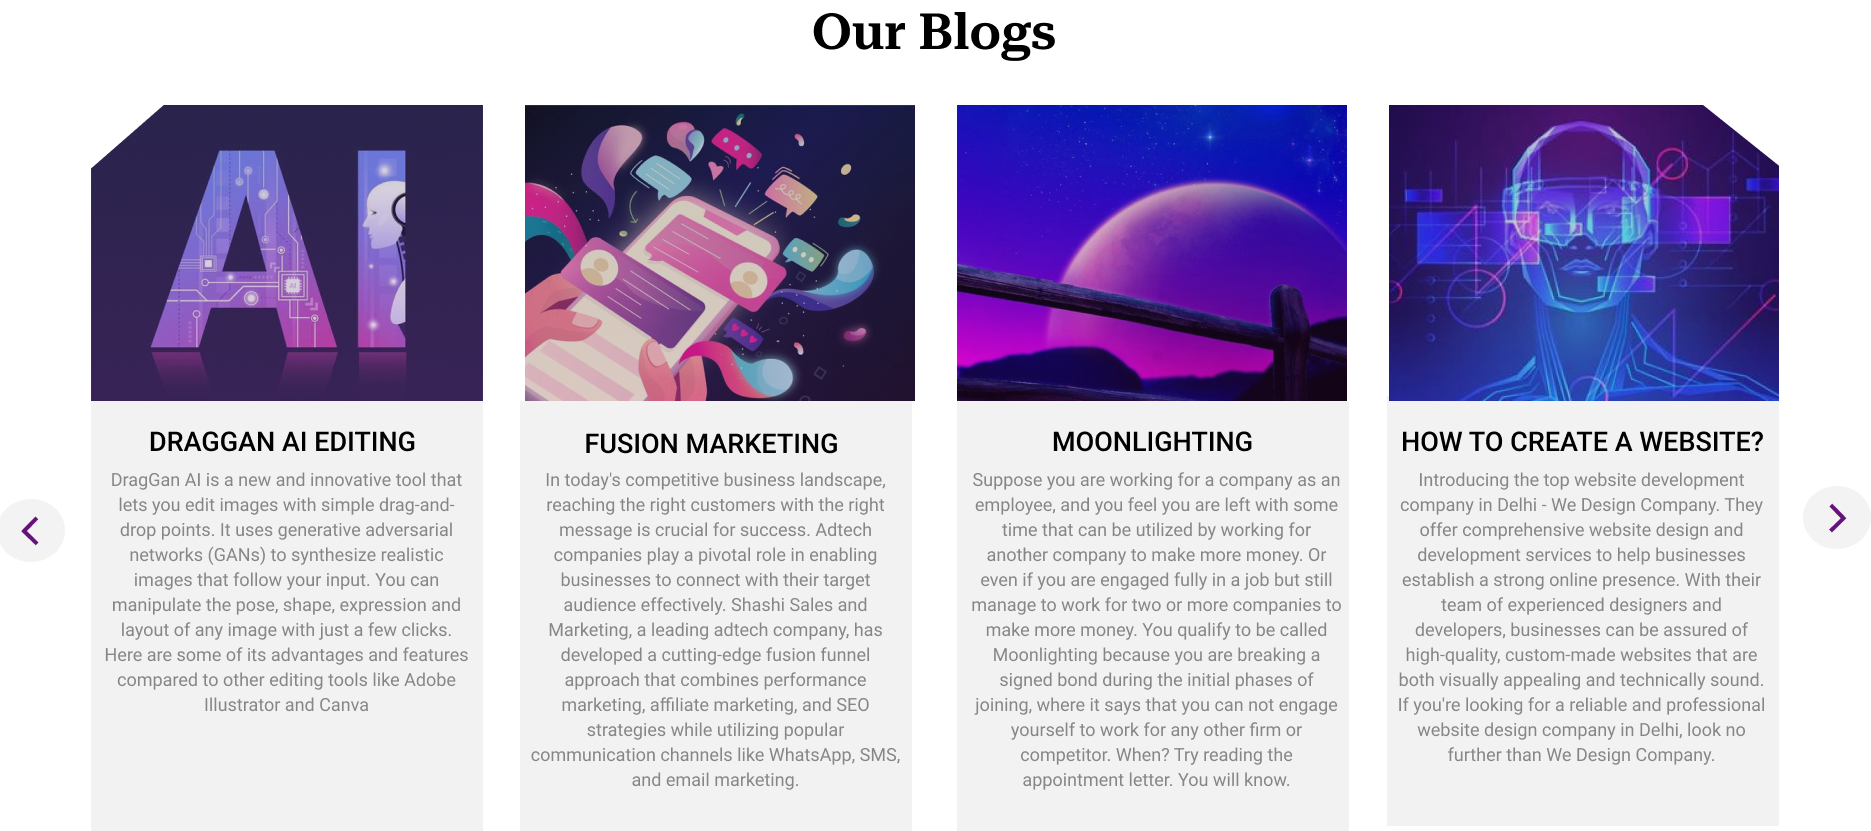 Our Blogs
AI
DRAGGAN AI EDITING
DragGan AI is a new and innovative tool that
lets you edit images with simple drag-and-
drop points. It uses generative adversarial
networks (GANs) to synthesize realistic
images that follow your input. You can
manipulate the pose, shape, expression and
layout of any image with just a few clicks.
Here are some of its advantages and features
compared to other editing tools like Adobe
Illustrator and Canva
FUSION MARKETING
In today's competitive business landscape,
reaching the right customers with the right
message is crucial for success. Adtech
companies play a pivotal role in enabling
businesses to connect with their target
audience effectively. Shashi Sales and
Marketing, a leading adtech company, has
developed a cutting-edge fusion funnel
approach that combines performance
marketing, affiliate marketing, and SEO
strategies while utilizing popular
communication channels like WhatsApp, SMS,
and email marketing.
MOONLIGHTING
Suppose you are working for a company as an
employee, and you feel you are left with some
time that can be utilized by working for
another company to make more money. Or
even if you are engaged fully in a job but still
manage to work for two or more companies to
make more money. You qualify to be called
Moonlighting because you are breaking a
signed bond during the initial phases of
joining, where it says that you can not engage
yourself to work for any other firm or
competitor. When? Try reading the
appointment letter. You will know.
HOW TO CREATE A WEBSITE?
Introducing the top website development
company in Delhi - We Design Company. They
offer comprehensive website design and
development services to help businesses
establish a strong online presence. With their
team of experienced designers and
developers, businesses can be assured of
high-quality, custom-made websites that are
both visually appealing and technically sound.
If you're looking for a reliable and professional
website design company in Delhi, look no
further than We Design Company.